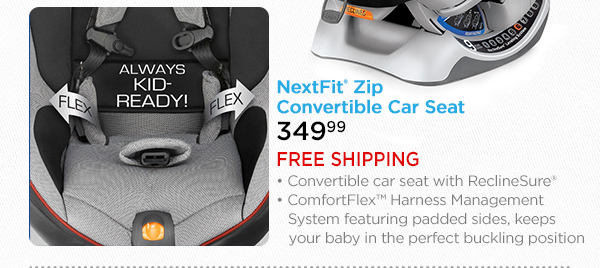 ALWAYS
KID-
READY!
FLEX
FLEX
NextFit® Zip
Convertible Car Seat
349⁹⁹
FREE SHIPPING
• Convertible car seat with ReclineSure®
• ComfortFlex™ Harness Management
System featuring padded sides, keeps
your baby in the perfect buckling position